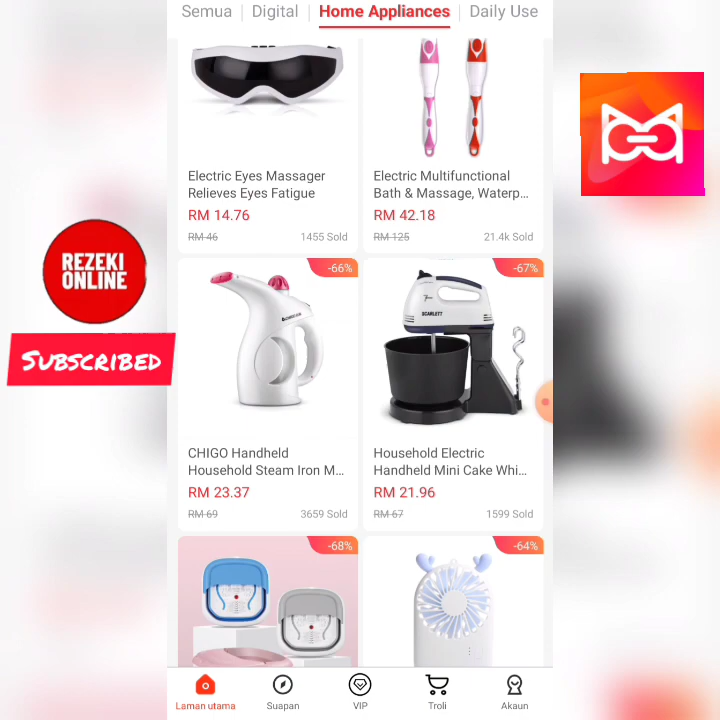 Semua
Digital
Home Appliances
Daily Use
Electric Eyes Massager
Relieves Eyes Fatigue
RM 14.76
RM 46
1455 Sold
Electric Multifunctional
Bath & Massage, Waterp...
RM 42.18
RM 125
21.4k Sold
REZEKI
ONLINE
SUBSCRIBED
-66%
CHIGO Handheld
Household Steam Iron M...
RM 23.37
RM 69
3659 Sold
-67%
SCARLETT
Household Electric
Handheld Mini Cake Whi...
RM 21.96
RM 67
1599 Sold
-68%
-64%
Laman utama
Suapan
VIP
Troli
Akaun